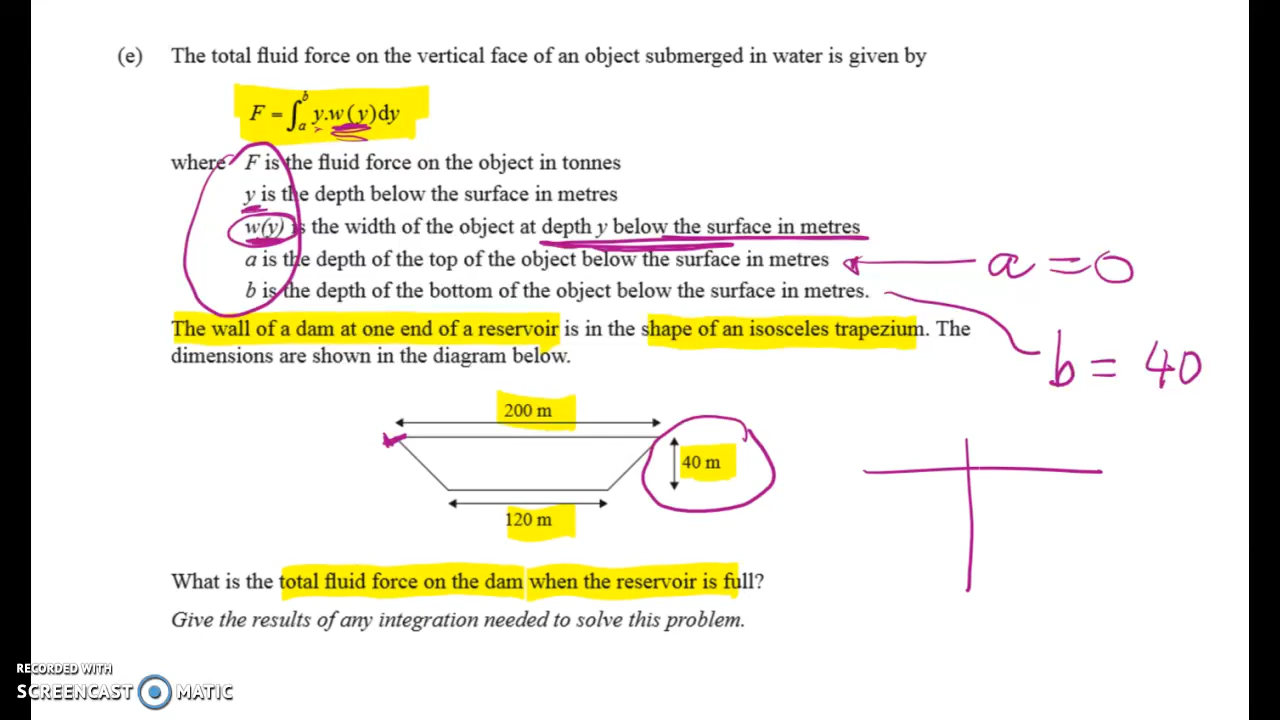 (e) The total fluid force on the vertical face of an object submerged in water is given by
F = ∫ₐᵇ y.w(y)dy
where F is the fluid force on the object in tonnes
y is the depth below the surface in metres
w(y) is the width of the object at depth y below the surface in metres
a is the depth of the top of the object below the surface in metres
a = 0
b is the depth of the bottom of the object below the surface in metres.
b = 40
The wall of a dam at one end of a reservoir is in the shape of an isosceles trapezium. The
dimensions are shown in the diagram below.
200 m
40 m
120 m
What is the total fluid force on the dam when the reservoir is full?
Give the results of any integration needed to solve this problem.
RECORDED WITH
SCREENCAST MATIC